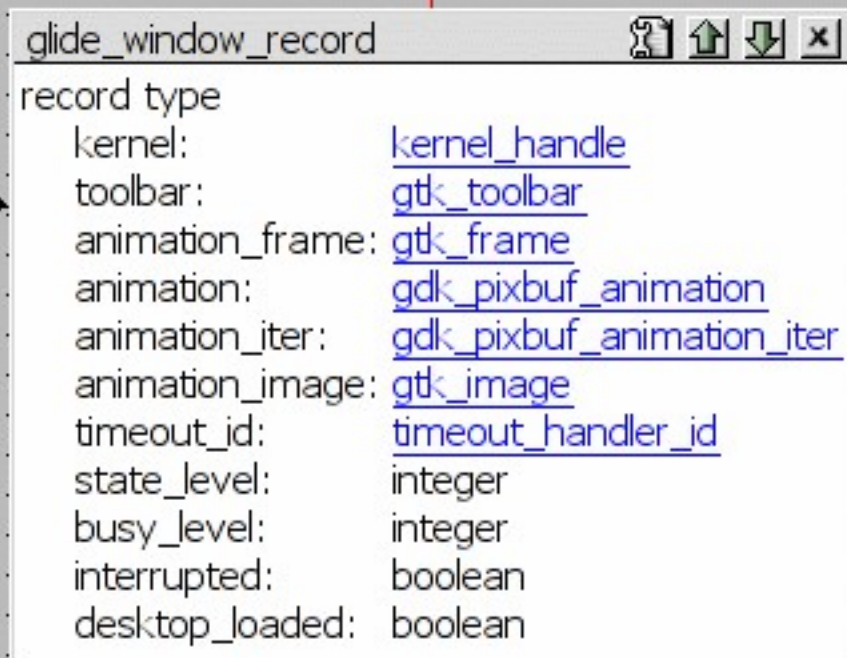 glide_window_record
record type
kernel: kernel_handle
toolbar: gtk_toolbar
animation_frame: gtk_frame
animation: gdk_pixbuf_animation
animation_iter: gdk_pixbuf_animation_iter
animation_image: gtk_image
timeout_id: timeout_handler_id
state_level: integer
busy_level: integer
interrupted: boolean
desktop_loaded: boolean